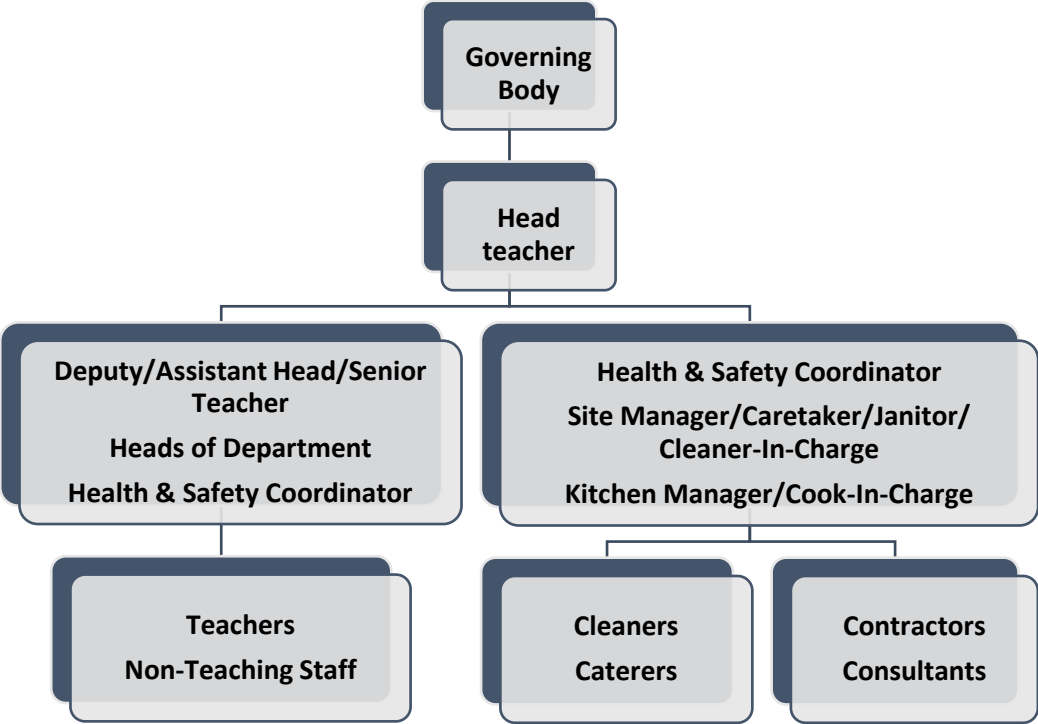 Governing
Body
Head
teacher
Deputy/Assistant Head/Senior
Teacher
Heads of Department
Health & Safety Coordinator
Health & Safety Coordinator
Site Manager/Caretaker/Janitor/
Cleaner-In-Charge
Kitchen Manager/Cook-In-Charge
Teachers
Non-Teaching Staff
Cleaners
Caterers
Contractors
Consultants